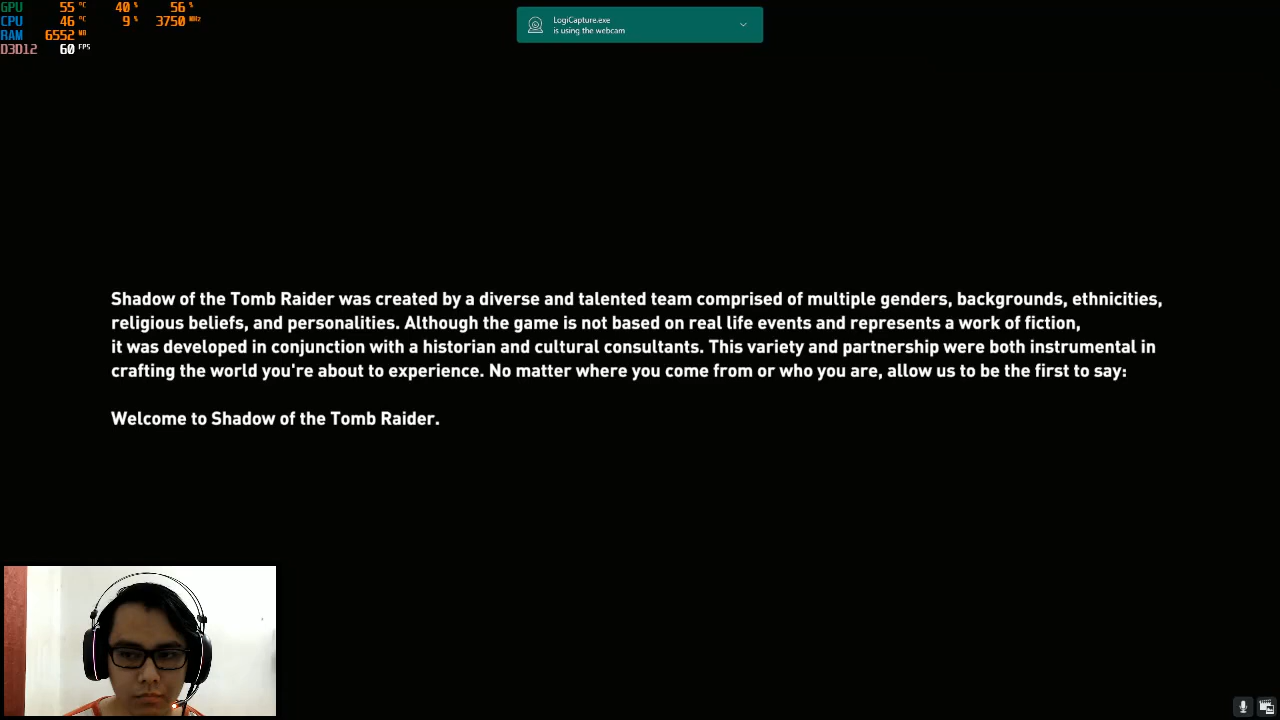 GPU 55 °C 40 % 56 %
CPU 46 °C 9 % 3750 MHz
RAM 6552 MB
D3D12 60 FPS
LogiCapture.exe
is using the webcam
Shadow of the Tomb Raider was created by a diverse and talented team comprised of multiple genders, backgrounds, ethnicities,
religious beliefs, and personalities. Although the game is not based on real life events and represents a work of fiction,
it was developed in conjunction with a historian and cultural consultants. This variety and partnership were both instrumental in
crafting the world you're about to experience. No matter where you come from or who you are, allow us to be the first to say:
Welcome to Shadow of the Tomb Raider.